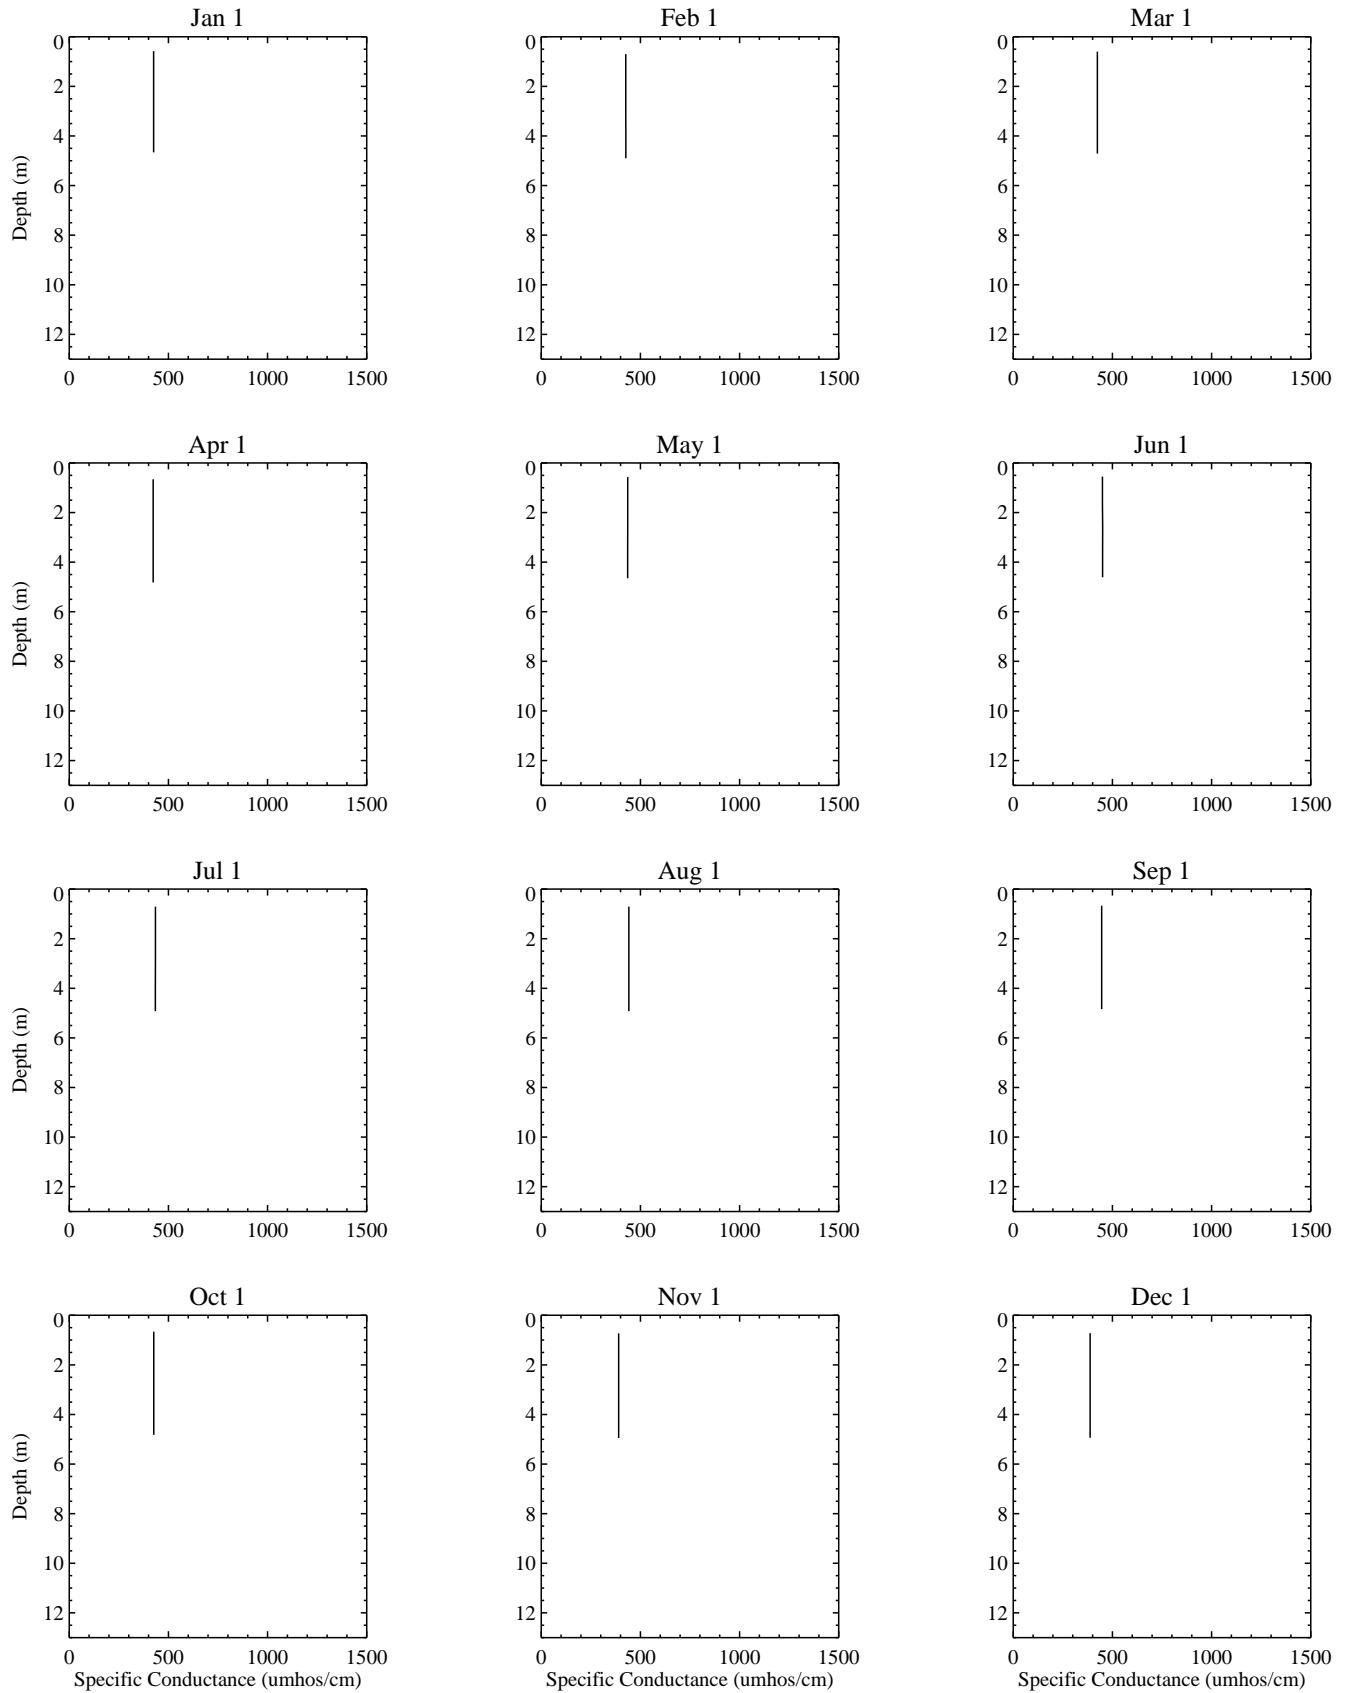 Jan 1 Feb 1 Mar 1
0 0 0
2 2 2
4 4 4
Depth (m)
6 6 6
8 8 8
10 10 10
12 12 12
0 500 1000 1500 0 500 1000 1500 0 500 1000 1500
Apr 1 May 1 Jun 1
0 0 0
2 2 2
4 4 4
Depth (m)
6 6 6
8 8 8
10 10 10
12 12 12
0 500 1000 1500 0 500 1000 1500 0 500 1000 1500
Jul 1 Aug 1 Sep 1
0 0 0
2 2 2
4 4 4
Depth (m)
6 6 6
8 8 8
10 10 10
12 12 12
0 500 1000 1500 0 500 1000 1500 0 500 1000 1500
Oct 1 Nov 1 Dec 1
0 0 0
2 2 2
4 4 4
Depth (m)
6 6 6
8 8 8
10 10 10
12 12 12
0 500 1000 1500 0 500 1000 1500 0 500 1000 1500
Specific Conductance (umhos/cm) Specific Conductance (umhos/cm) Specific Conductance (umhos/cm)